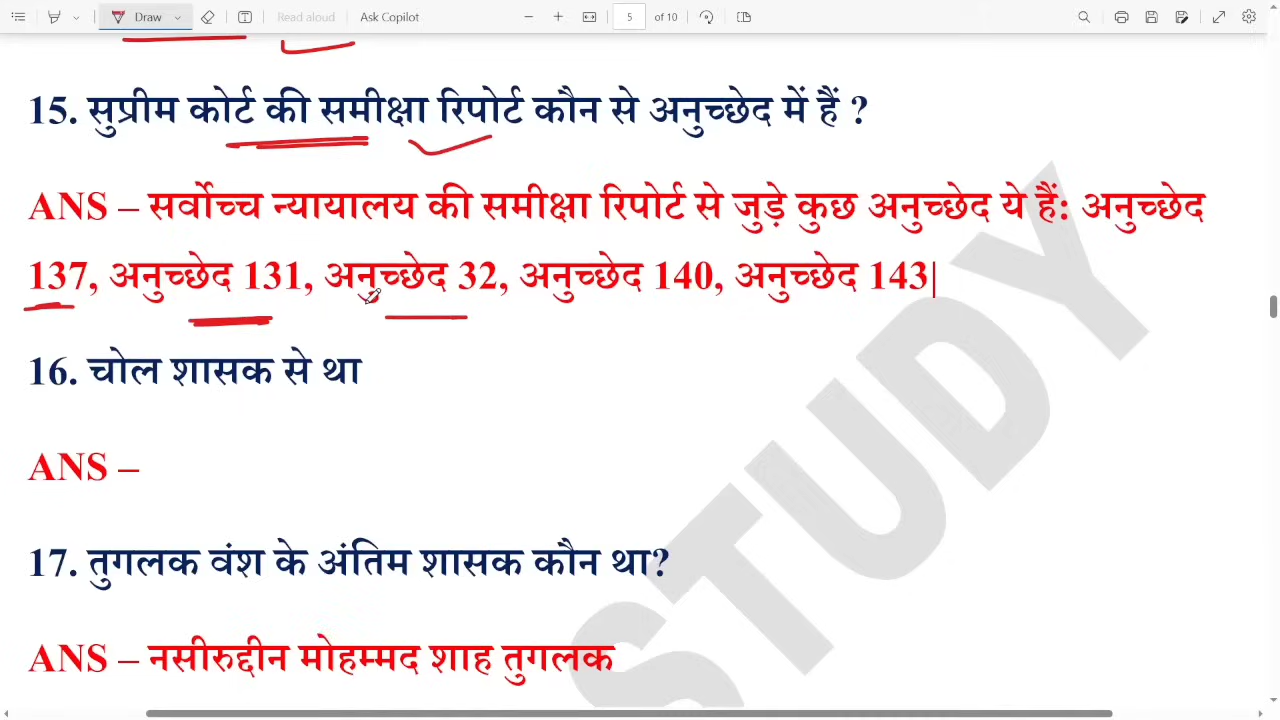 Draw
Read aloud
Ask Copilot
5
of 10
15. सुप्रीम कोर्ट की समीक्षा रिपोर्ट कौन से अनुच्छेद में हैं ?
ANS – सर्वोच्च न्यायालय की समीक्षा रिपोर्ट से जुड़े कुछ अनुच्छेद ये हैं: अनुच्छेद
137, अनुच्छेद 131, अनुच्छेद 32, अनुच्छेद 140, अनुच्छेद 143|
16. चोल शासक से था
ANS –
17. तुगलक वंश के अंतिम शासक कौन था?
ANS – नसीरुद्दीन मोहम्मद शाह तुगलक
STUDY